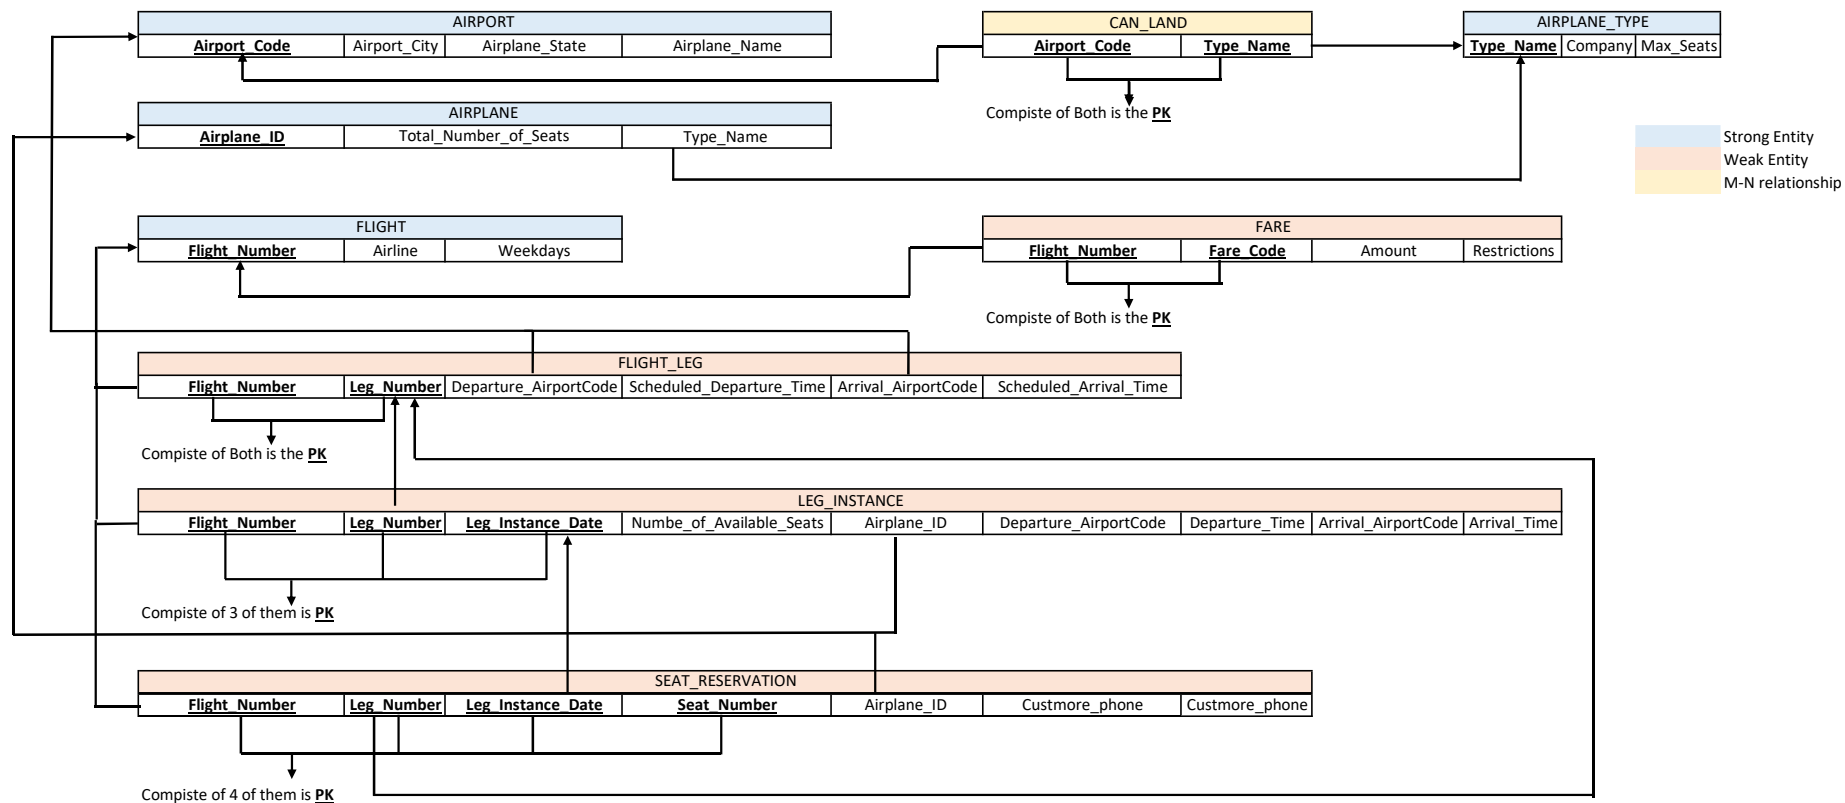 AIRPORT
Airport_Code Airport_City Airplane_State Airplane_Name
CAN_LAND
Airport_Code Type_Name
Compiste of Both is the PK
AIRPLANE_TYPE
Type_Name Company Max_Seats
AIRPLANE
Airplane_ID Total_Number_of_Seats Type_Name
Strong Entity
Weak Entity
M-N relationship
FLIGHT
Flight_Number Airline Weekdays
FARE
Flight_Number Fare_Code Amount Restrictions
Compiste of Both is the PK
FLIGHT_LEG
Flight_Number Leg_Number Departure_AirportCode Scheduled_Departure_Time Arrival_AirportCode Scheduled_Arrival_Time
Compiste of Both is the PK
LEG_INSTANCE
Flight_Number Leg_Number Leg_Instance_Date Numbe_of_Available_Seats Airplane_ID Departure_AirportCode Departure_Time Arrival_AirportCode Arrival_Time
Compiste of 3 of them is PK
SEAT_RESERVATION
Flight_Number Leg_Number Leg_Instance_Date Seat_Number Airplane_ID Custmore_phone Custmore_phone
Compiste of 4 of them is PK